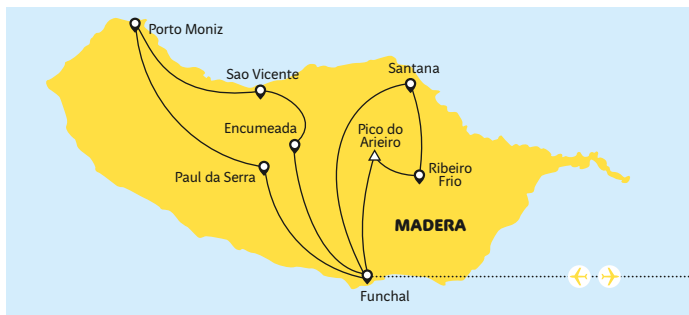 Porto Moniz
Sao Vicente
Santana
Encumeada
Pico do
Arieiro
Paul da Serra
Ribeiro
Frio
MADERA
Funchal